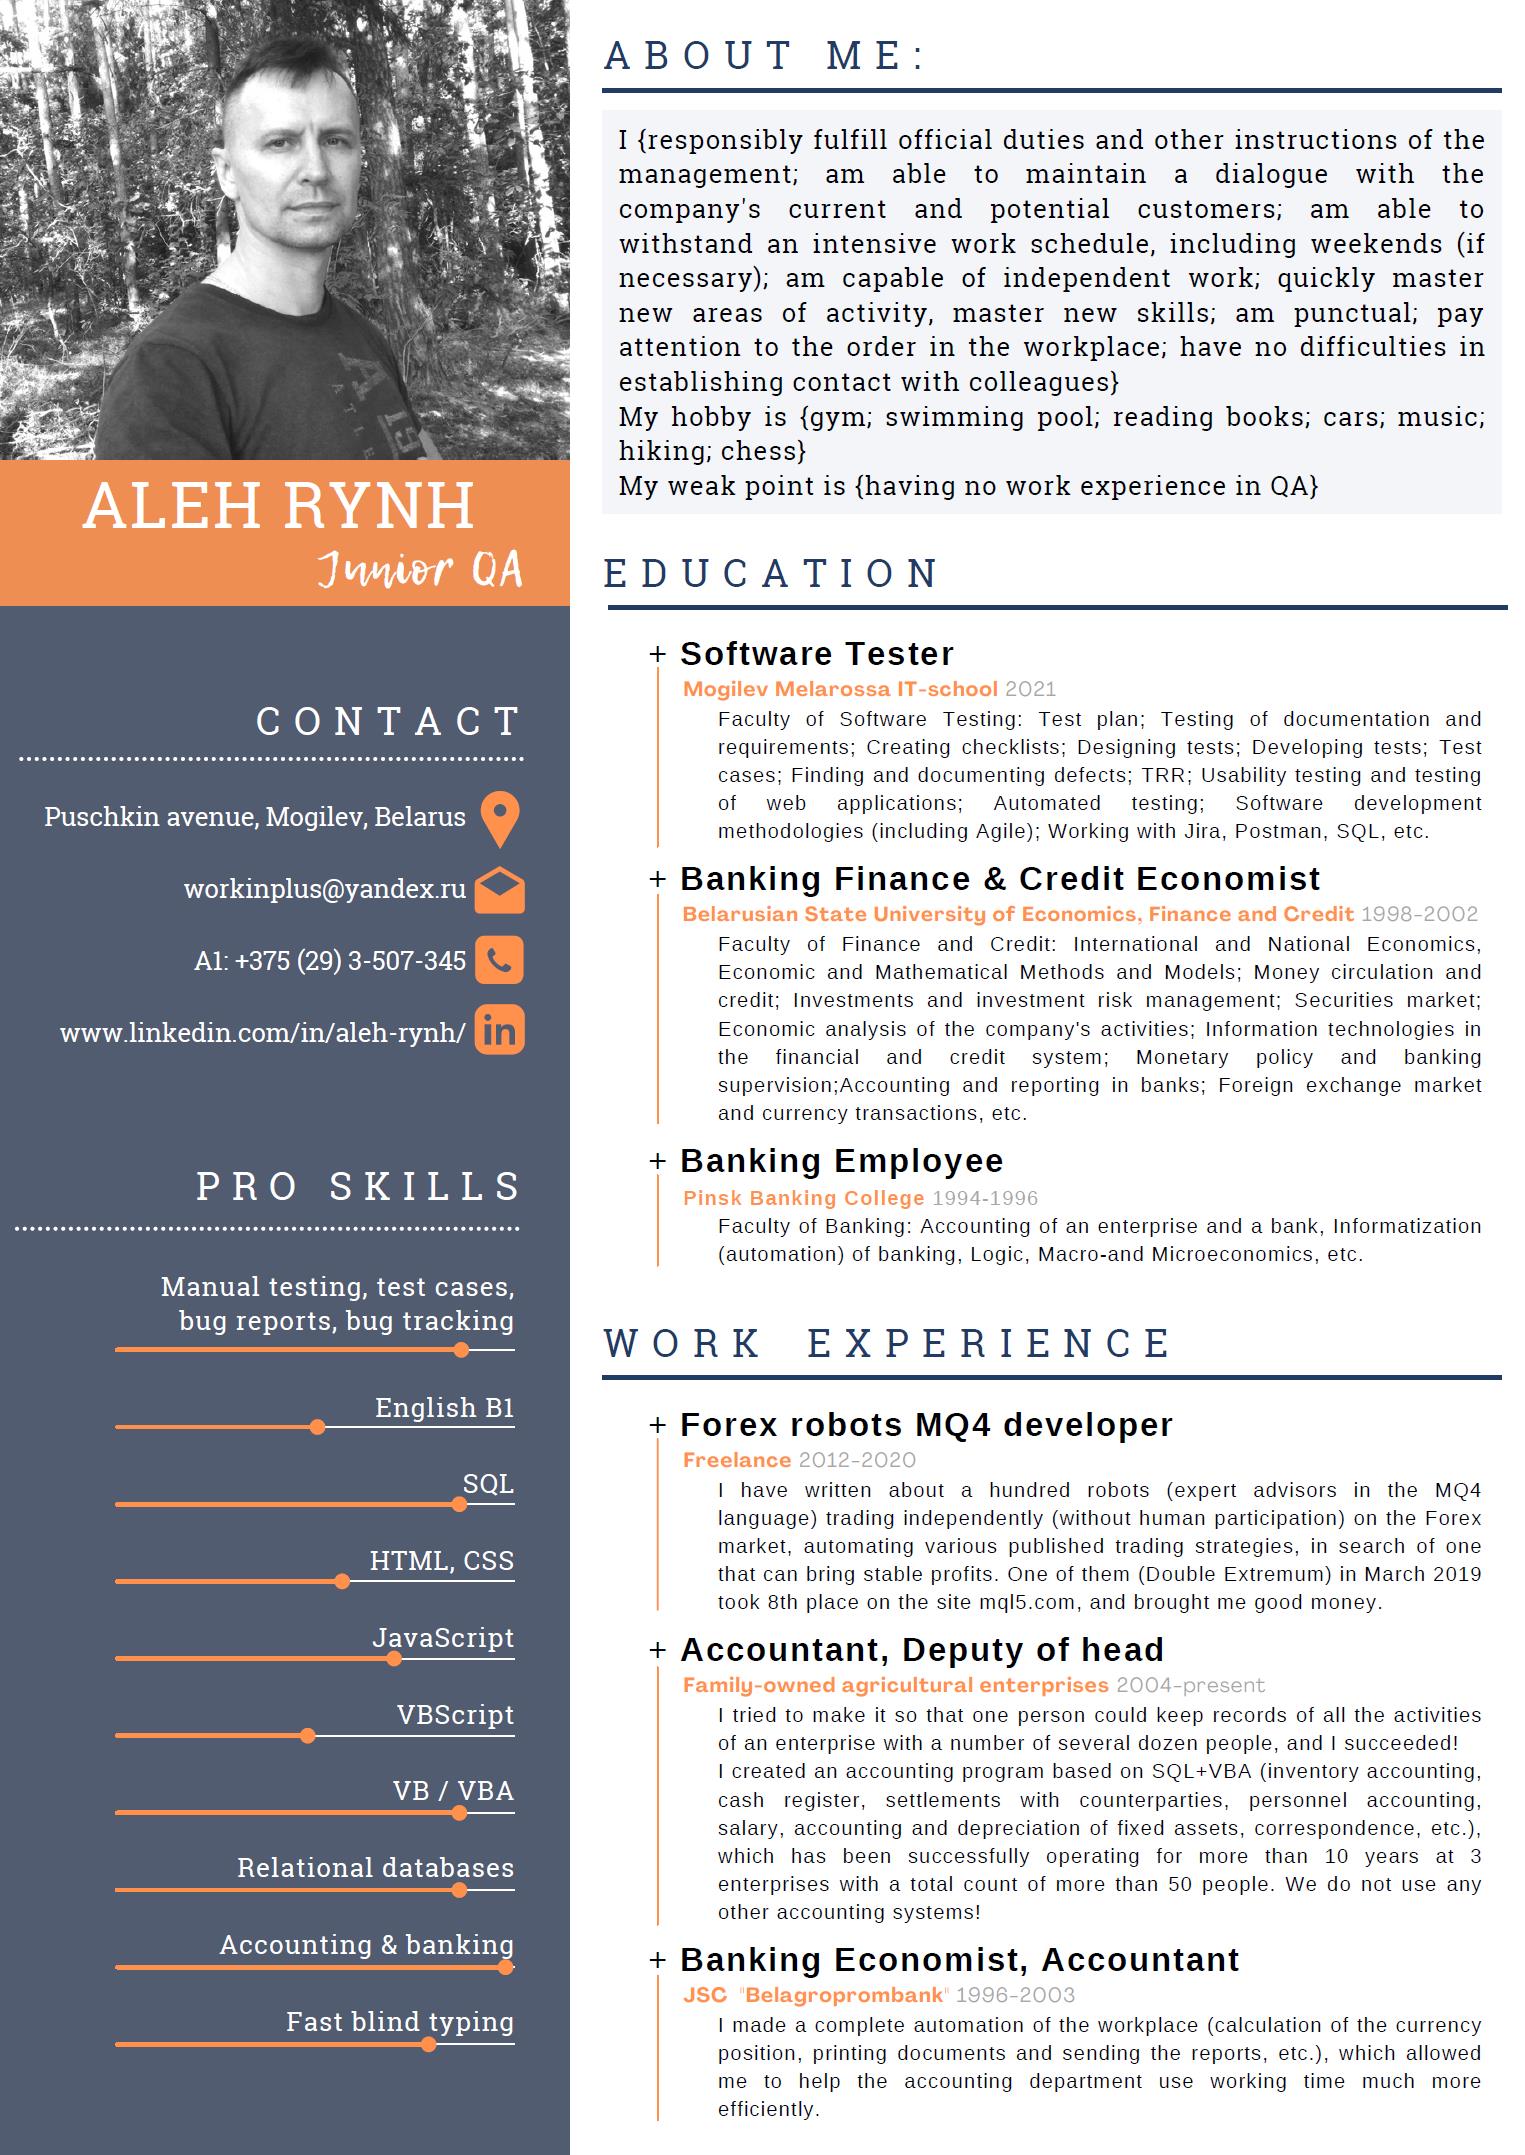 ALEH RYNH
Junior QA
CONTACT
Puschkin avenue, Mogilev, Belarus
workinplus@yandex.ru
A1: +375 (29) 3-507-345
www.linkedin.com/in/aleh-rynh/
in
PRO SKILLS
Manual testing, test cases,
bug reports, bug tracking
English B1
SQL
HTML, CSS
JavaScript
VBScript
VB / VBA
Relational databases
Accounting & banking
Fast blind typing
ABOUT ME:
I {responsibly fulfill official duties and other instructions of the
management; am able to maintain a dialogue with the
company's current and potential customers; am able to
withstand an intensive work schedule, including weekends (if
necessary); am capable of independent work; quickly master
new areas of activity, master new skills; am punctual; pay
attention to the order in the workplace; have no difficulties in
establishing contact with colleagues}
My hobby is {gym; swimming pool; reading books; cars; music;
hiking; chess}
My weak point is {having no work experience in QA}
EDUCATION
+ Software Tester
Mogilev Melarossa IT-school 2021
Faculty of Software Testing: Test plan; Testing of documentation and
requirements; Creating checklists; Designing tests; Developing tests; Test
cases; Finding and documenting defects; TRR; Usability testing and testing
of web applications; Automated testing; Software development
methodologies (including Agile); Working with Jira, Postman, SQL, etc.
+ Banking Finance & Credit Economist
Belarusian State University of Economics, Finance and Credit 1998-2002
Faculty of Finance and Credit: International and National Economics,
Economic and Mathematical Methods and Models; Money circulation and
credit; Investments and investment risk management; Securities market;
Economic analysis of the company's activities; Information technologies in
the financial and credit system; Monetary policy and banking
supervision;Accounting and reporting in banks; Foreign exchange market
and currency transactions, etc.
+ Banking Employee
Pinsk Banking College 1994-1996
Faculty of Banking: Accounting of an enterprise and a bank, Informatization
(automation) of banking, Logic, Macro-and Microeconomics, etc.
WORK EXPERIENCE
+ Forex robots MQ4 developer
Freelance 2012-2020
I have written about a hundred robots (expert advisors in the MQ4
language) trading independently (without human participation) on the Forex
market, automating various published trading strategies, in search of one
that can bring stable profits. One of them (Double Extremum) in March 2019
took 8th place on the site mql5.com, and brought me good money.
+ Accountant, Deputy of head
Family-owned agricultural enterprises 2004-present
I tried to make it so that one person could keep records of all the activities
of an enterprise with a number of several dozen people, and I succeeded!
I created an accounting program based on SQL+VBA (inventory accounting,
cash register, settlements with counterparties, personnel accounting,
salary, accounting and depreciation of fixed assets, correspondence, etc.),
which has been successfully operating for more than 10 years at 3
enterprises with a total count of more than 50 people. We do not use any
other accounting systems!
+ Banking Economist, Accountant
JSC "Belagroprombank" 1996-2003
I made a complete automation of the workplace (calculation of the currency
position, printing documents and sending the reports, etc.), which allowed
me to help the accounting department use working time much more
efficiently.